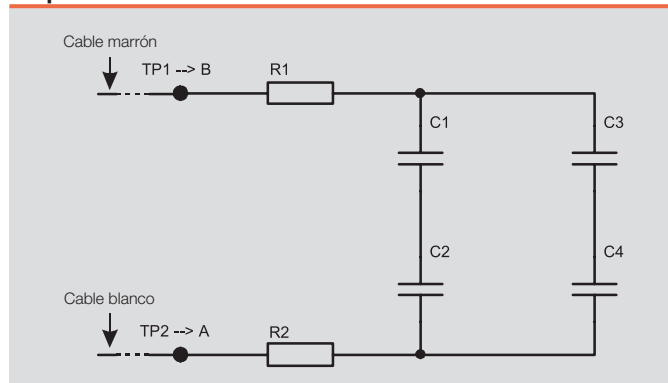 Cable marrón
TP1 --> B
R1
C1
C3
C2
C4
Cable blanco
TP2 --> A
R2